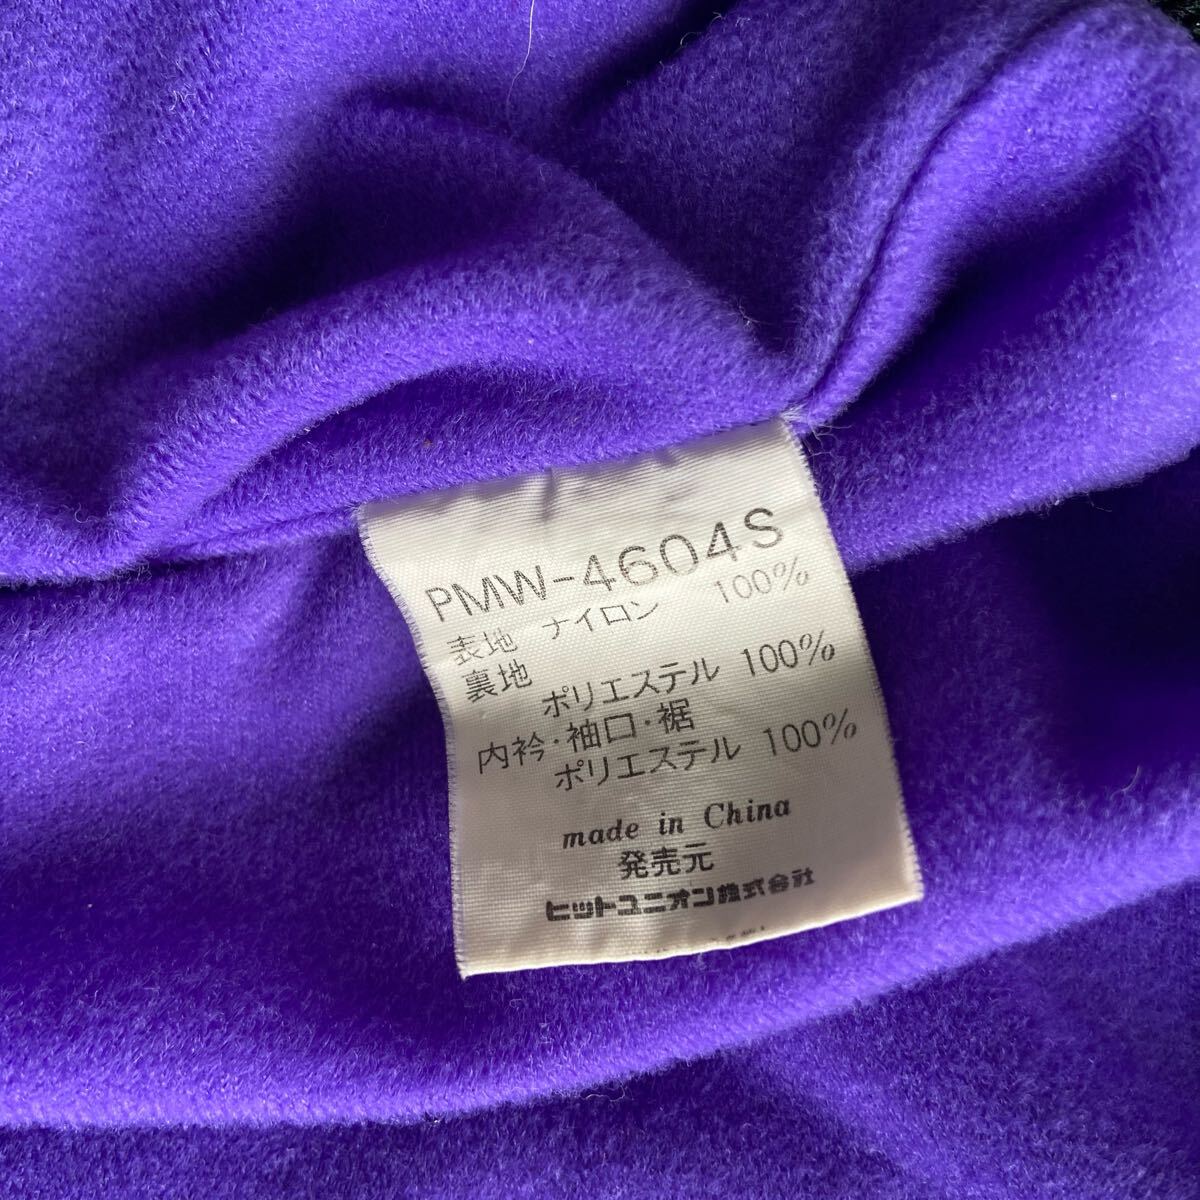 PMW-4604S
表地 ナイロン 100%
裏地
ポリエステル 100%
内衿・袖口・裾
ポリエステル 100%
made in China
発売元
ヒットユニオン株式会社